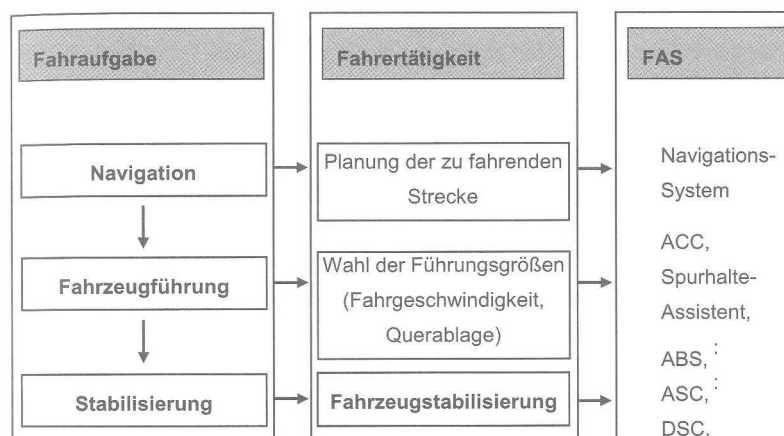 Fahraufgabe
Navigation
Fahrzeugführung
Stabilisierung
Fahrertätigkeit
Planung der zu fahrenden
Strecke
Wahl der Führungsgrößen
(Fahrgeschwindigkeit,
Querablage)
Fahrzeugstabilisierung
FAS
Navigations-
System
ACC,
Spurhalte-
Assistent,
:
ABS,
ASC,
:
DSC,